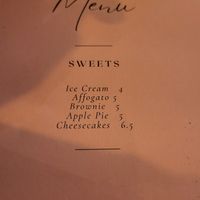 Menu
SWEETS
Ice Cream 4
Affogato 5
Brownie 5
Apple Pie 5
Cheesecakes 6.5